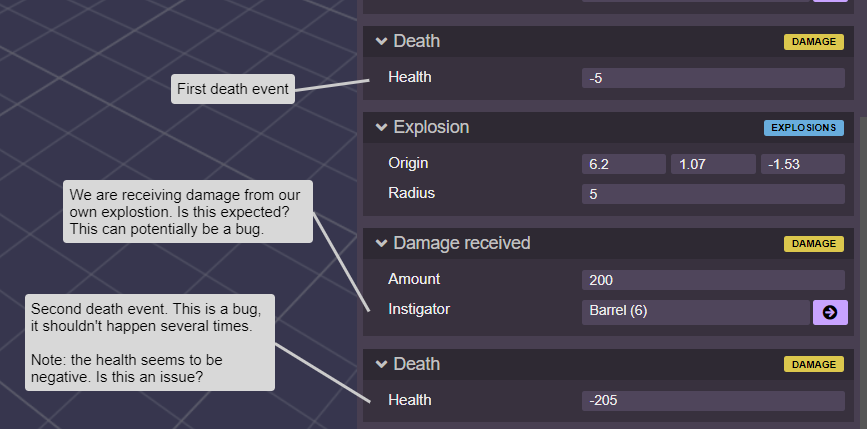 Death
DAMAGE
First death event
Health
-5
Explosion
EXPLOSIONS
Origin
6.2
1.07
-1.53
Radius
5
We are receiving damage from our
own explostion. Is this expected?
This can potentially be a bug.
Damage received
DAMAGE
Amount
200
Instigator
Barrel (6)
Second death event. This is a bug,
it shouldn't happen several times.
Note: the health seems to be
negative. Is this an issue?
Death
DAMAGE
Health
-205